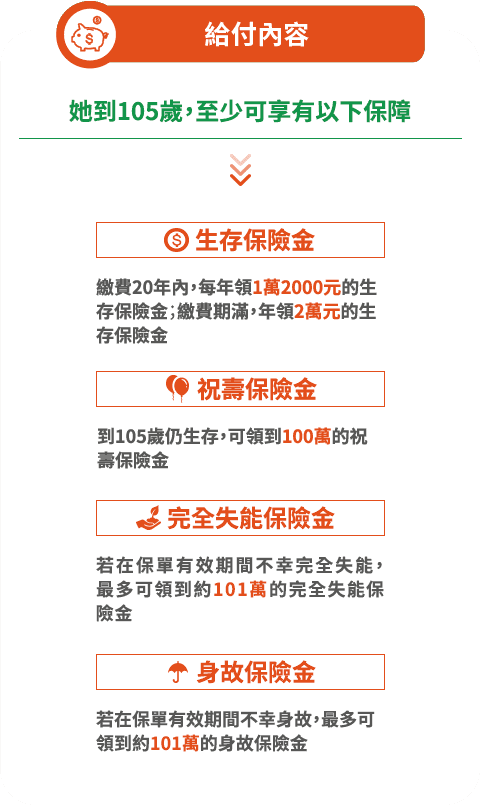 給付內容
她到105歲，至少可享有以下保障
生存保險金
繳費20年內，每年領1萬2000元的生
存保險金；繳費期滿，年領2萬元的生
存保險金
祝壽保險金
到105歲仍生存，可領到100萬的祝
壽保險金
完全失能保險金
若在保單有效期間不幸完全失能，
最多可領到約101萬的完全失能保
險金
身故保險金
若在保單有效期間不幸身故，最多可
領到約101萬的身故保險金